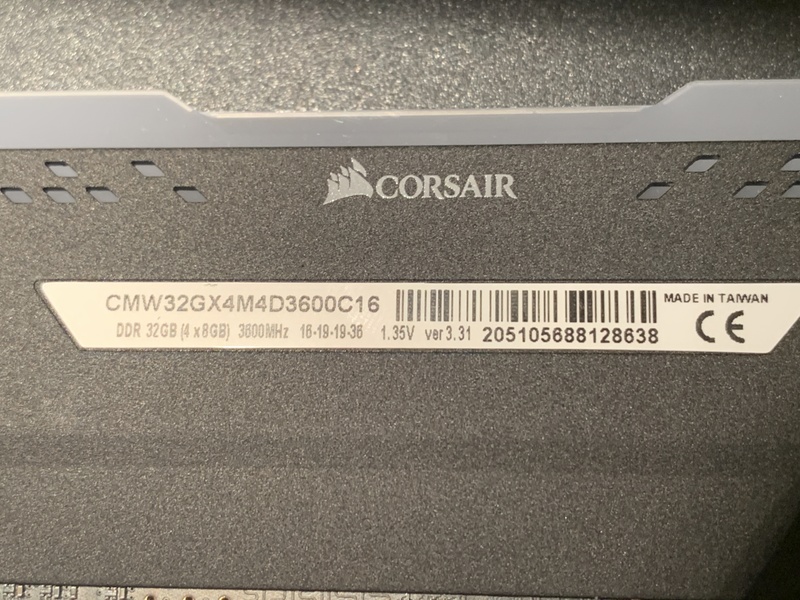 CORSAIR
CMW32GX4M4D3600C16
DDR 32GB (4 x 8GB) 3600MHz 16-19-19-36 1.35V ver 3.31 205105688128638
MADE IN TAIWAN
CE